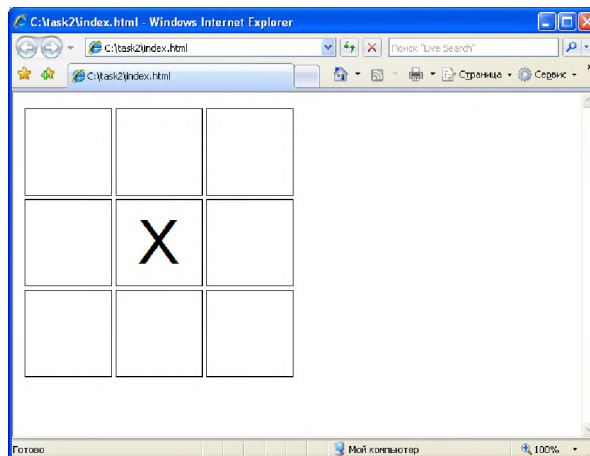 C:\task2\index.html - Windows Internet Explorer
C:\task2\index.html
Поиск "Live Search"
C:\task2\index.html
Страница
Сервис
X
Готово
Мой компьютер
100%